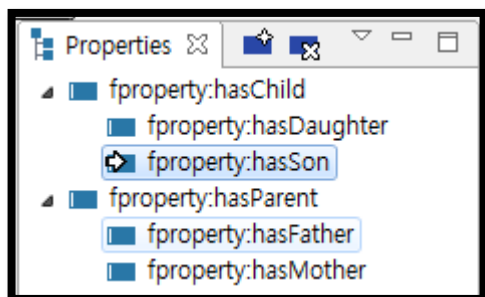 Properties
fproperty:hasChild
fproperty:hasDaughter
fproperty:hasSon
fproperty:hasParent
fproperty:hasFather
fproperty:hasMother